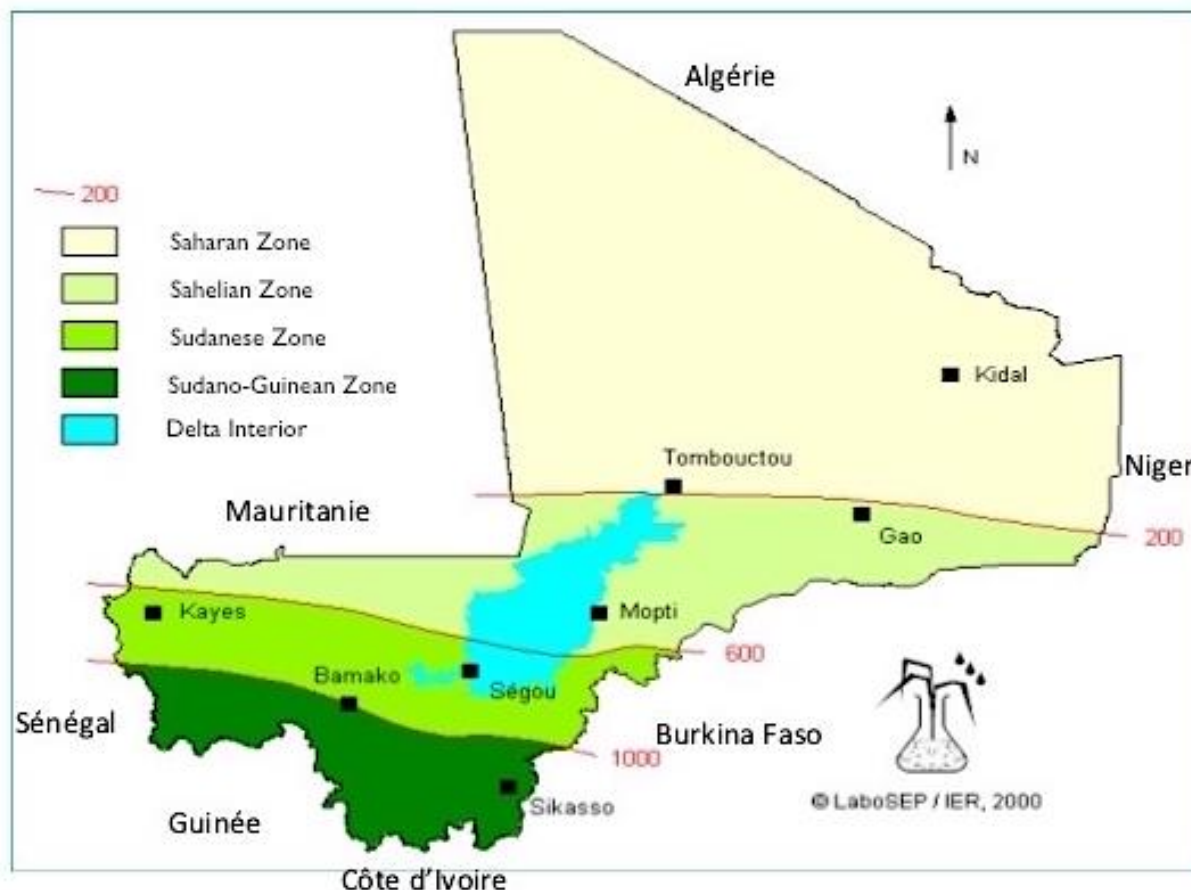 Algérie
N
200
Saharan Zone
Sahelian Zone
Sudanese Zone
Sudano-Guinean Zone
Delta Interior
Kidal
Tombouctou
Niger
Mauritanie
Gao
200
Kayes
Mopti
600
Bamako
Ségou
Sénégal
Burkina Faso
1000
Sikasso
© LaboSEP / IER, 2000
Guinée
Côte d'Ivoire